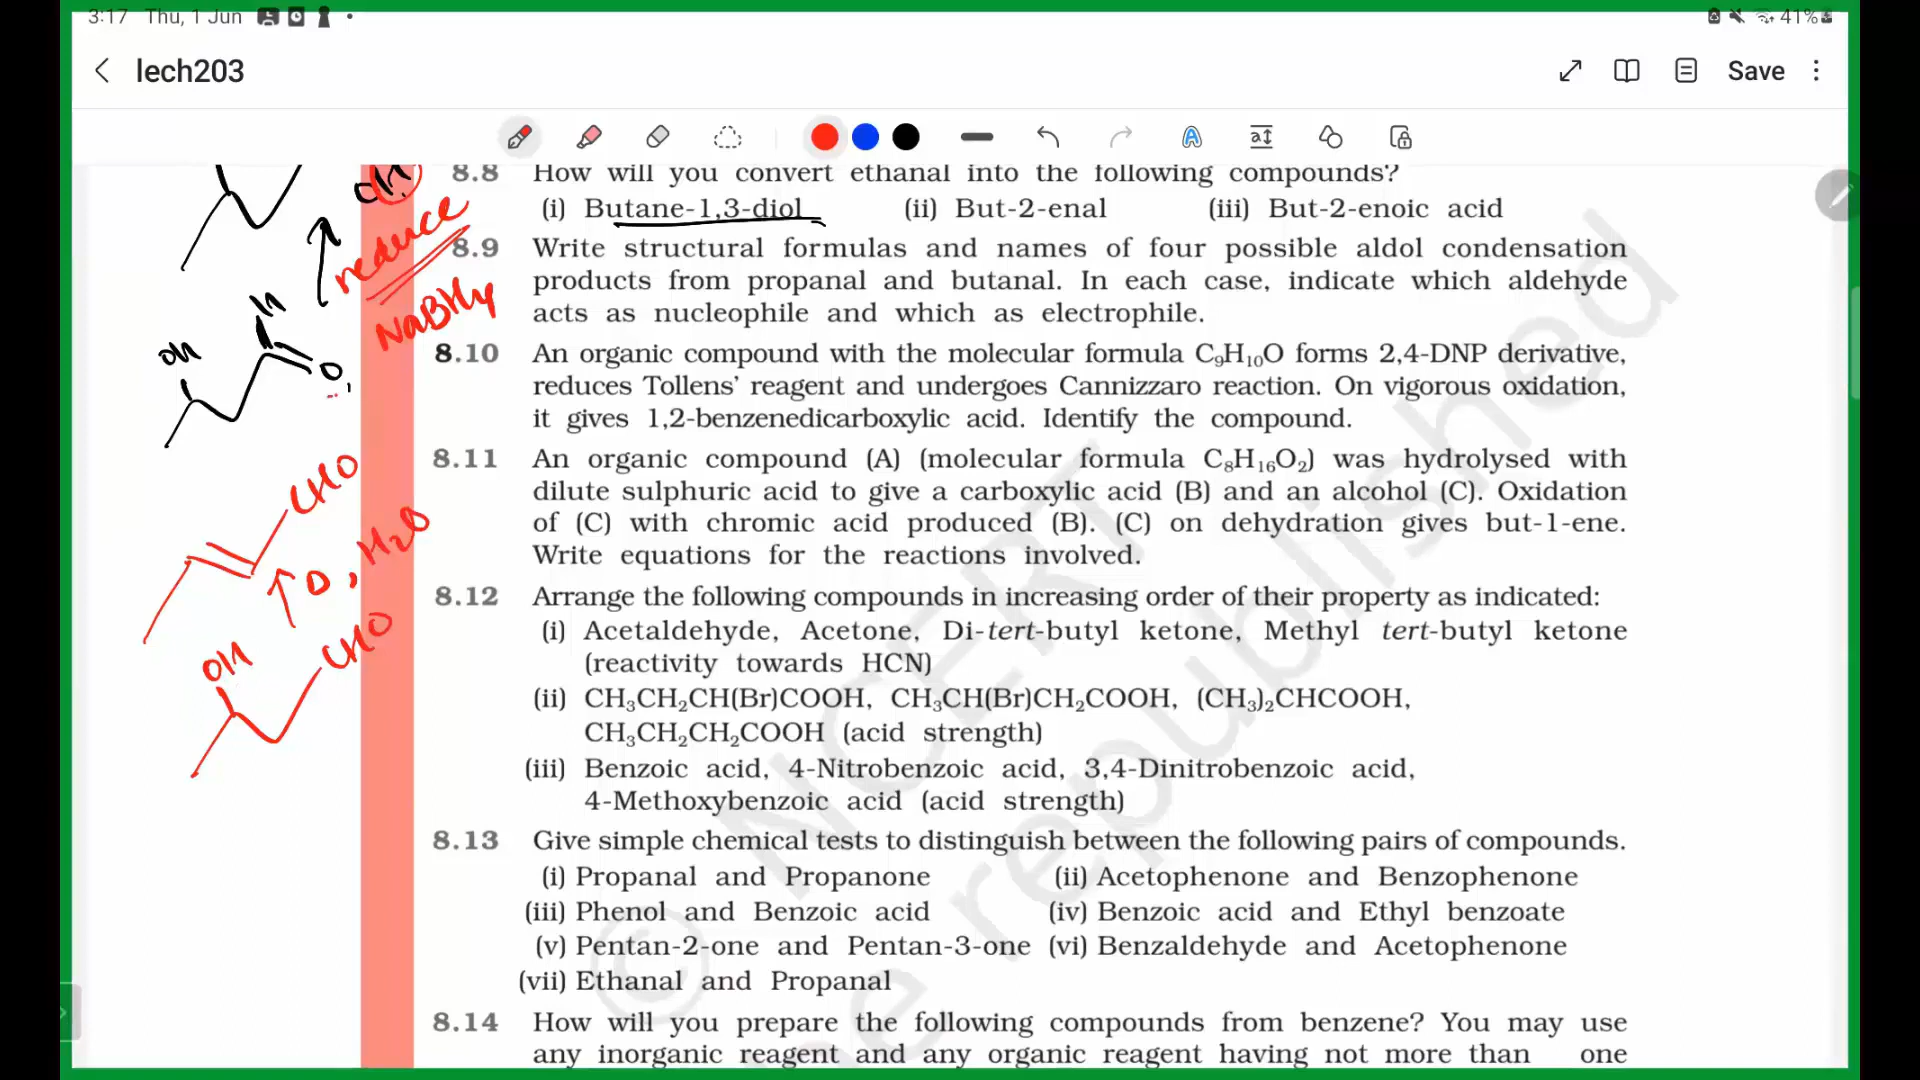 3:17 Thu, 1 Jun
41%
lech203
Save
8.8 How will you convert ethanal into the following compounds?
(i) Butane-1,3-diol (ii) But-2-enal (iii) But-2-enoic acid
8.9 Write structural formulas and names of four possible aldol condensation
products from propanal and butanal. In each case, indicate which aldehyde
acts as nucleophile and which as electrophile.
8.10 An organic compound with the molecular formula C₉H₁₀O forms 2,4-DNP derivative,
reduces Tollens' reagent and undergoes Cannizzaro reaction. On vigorous oxidation,
it gives 1,2-benzenedicarboxylic acid. Identify the compound.
8.11 An organic compound (A) (molecular formula C₈H₁₆O₂) was hydrolysed with
dilute sulphuric acid to give a carboxylic acid (B) and an alcohol (C). Oxidation
of (C) with chromic acid produced (B). (C) on dehydration gives but-1-ene.
Write equations for the reactions involved.
8.12 Arrange the following compounds in increasing order of their property as indicated:
(i) Acetaldehyde, Acetone, Di-tert-butyl ketone, Methyl tert-butyl ketone
(reactivity towards HCN)
(ii) CH₃CH₂CH(Br)COOH, CH₃CH(Br)CH₂COOH, (CH₃)₂CHCOOH,
CH₃CH₂CH₂COOH (acid strength)
(iii) Benzoic acid, 4-Nitrobenzoic acid, 3,4-Dinitrobenzoic acid,
4-Methoxybenzoic acid (acid strength)
8.13 Give simple chemical tests to distinguish between the following pairs of compounds.
(i) Propanal and Propanone (ii) Acetophenone and Benzophenone
(iii) Phenol and Benzoic acid (iv) Benzoic acid and Ethyl benzoate
(v) Pentan-2-one and Pentan-3-one (vi) Benzaldehyde and Acetophenone
(vii) Ethanal and Propanal
8.14 How will you prepare the following compounds from benzene? You may use
any inorganic reagent and any organic reagent having not more than one
OH
reduce
NaBH₄
H
OH
O
CHO
, H₂O
OH
CHO
© NCERT
be republished